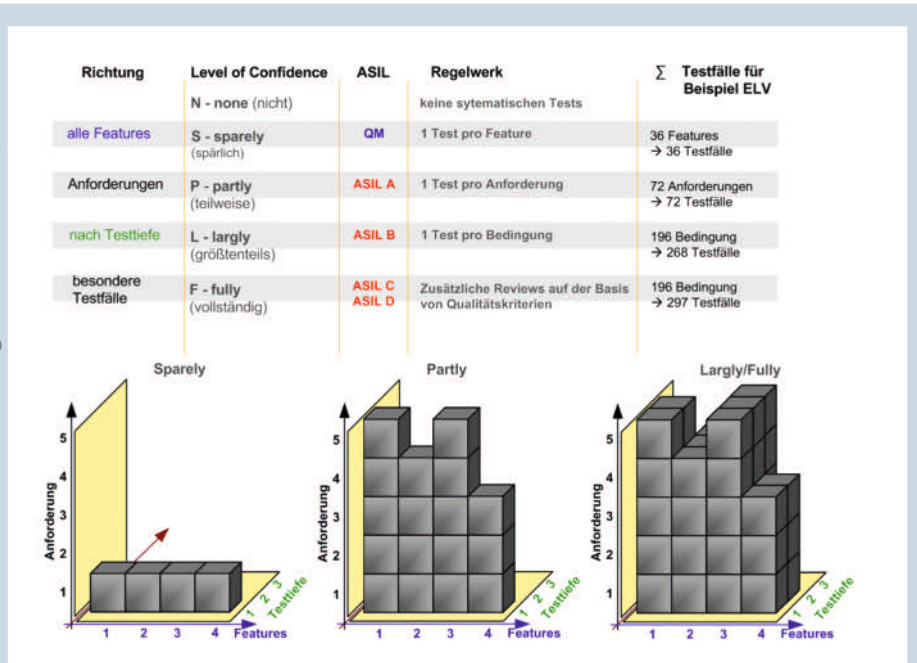 Richtung Level of Confidence ASIL Regelwerk ∑ Testfälle für
Beispiel ELV
N - none (nicht) keine sytematischen Tests
alle Features S - sparely QM 1 Test pro Feature 36 Features
(spärlich) → 36 Testfälle
Anforderungen P - partly ASIL A 1 Test pro Anforderung 72 Anforderungen
(teilweise) → 72 Testfälle
nach Testtiefe L - largly ASIL B 1 Test pro Bedingung 196 Bedingung
(größtenteils) → 268 Testfälle
besondere F - fully ASIL C Zusätzliche Reviews auf der Basis 196 Bedingung
Testfälle (vollständig) ASIL D von Qualitätskriterien → 297 Testfälle
Sparely
5
4
3
2
1
Anforderung
1 2 3 4 Features
1 2 3
Testtiefe
Partly
5
4
3
2
1
Anforderung
1 2 3 4 Features
1 2 3
Testtiefe
Largly/Fully
5
4
3
2
1
Anforderung
1 2 3 4 Features
1 2 3
Testtiefe